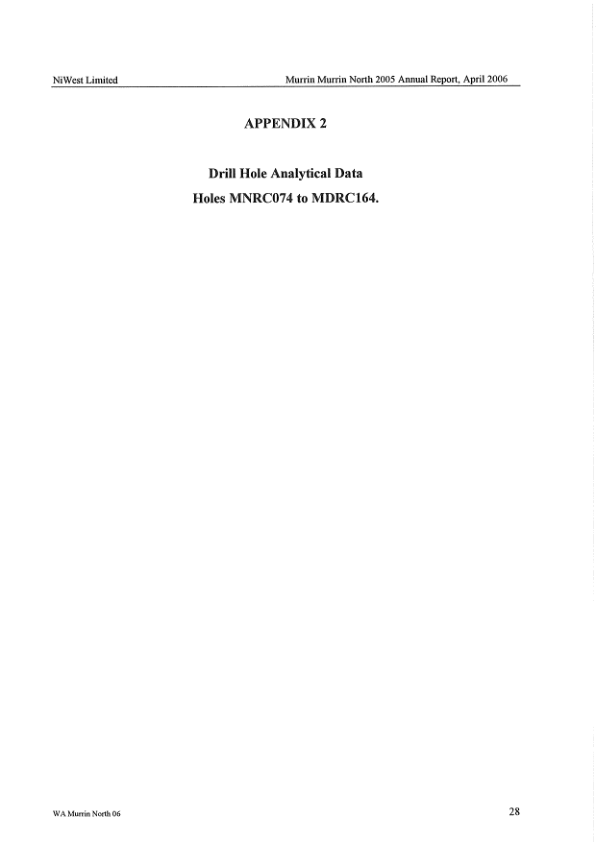 NiWest Limited Murrin Murrin North 2005 Annual Report, April 2006
APPENDIX 2
Drill Hole Analytical Data
Holes MNRC074 to MDRC164.
WA Murrin North 06 28